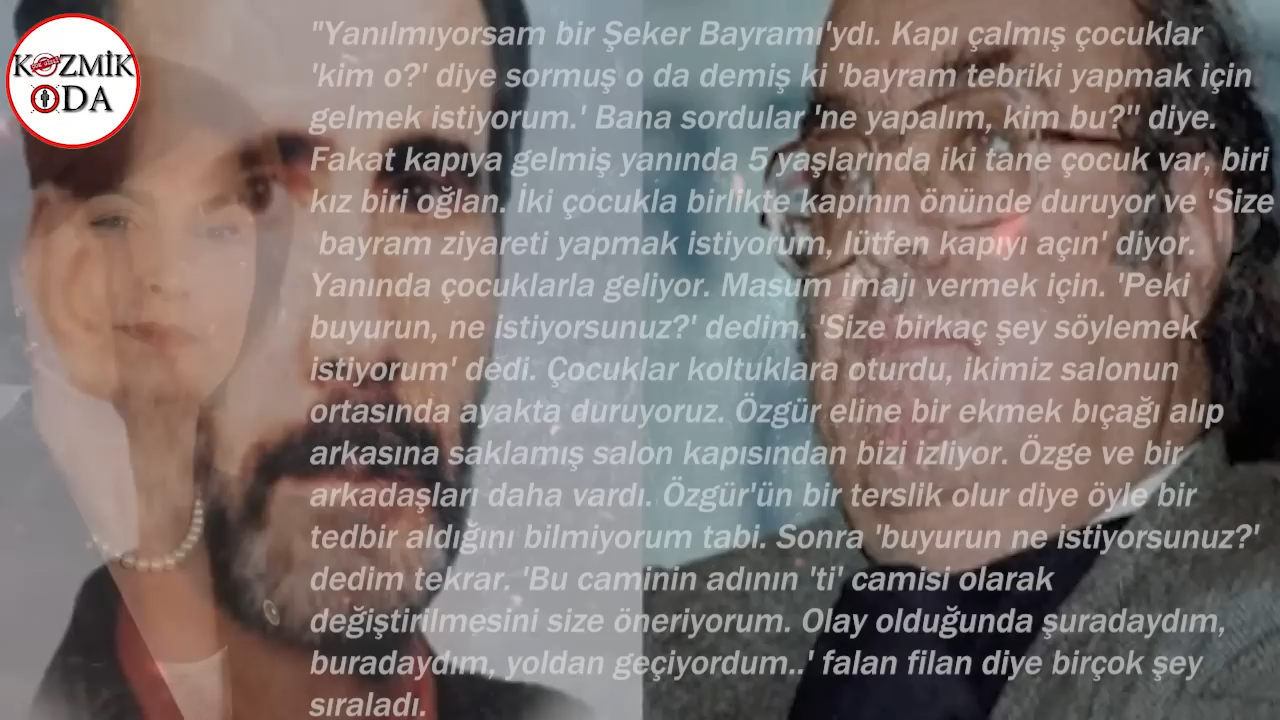 KOZMİK
ODA
"Yanılmıyorsam bir Şeker Bayramı'ydı. Kapı çalmış çocuklar
'kim o?' diye sormuş o da demiş ki 'bayram tebriki yapmak için
gelmek istiyorum.' Bana sordular 'ne yapalım, kim bu?" diye.
Fakat kapıya gelmiş yanında 5 yaşlarında iki tane çocuk var, biri
kız biri oğlan. İki çocukla birlikte kapının önünde duruyor ve 'Size
bayram ziyareti yapmak istiyorum, lütfen kapıyı açın' diyor.
Yanında çocuklarla geliyor. Masum imajı vermek için. 'Peki
buyurun, ne istiyorsunuz?' dedim. 'Size birkaç şey söylemek
istiyorum' dedi. Çocuklar koltuklara oturdu, ikimiz salonun
ortasında ayakta duruyoruz. Özgür eline bir ekmek bıçağı alıp
arkasına saklamış salon kapısından bizi izliyor. Özge ve bir
arkadaşları daha vardı. Özgür'ün bir terslik olur diye öyle bir
tedbir aldığını bilmiyorum tabi. Sonra 'buyurun ne istiyorsunuz?'
dedim tekrar. 'Bu caminin adının 'ti' camisi olarak
değiştirilmesini size öneriyorum. Olay olduğunda şuradaydım,
buradaydım, yoldan geçiyordum..' falan filan diye birçok şey
sıraladı.